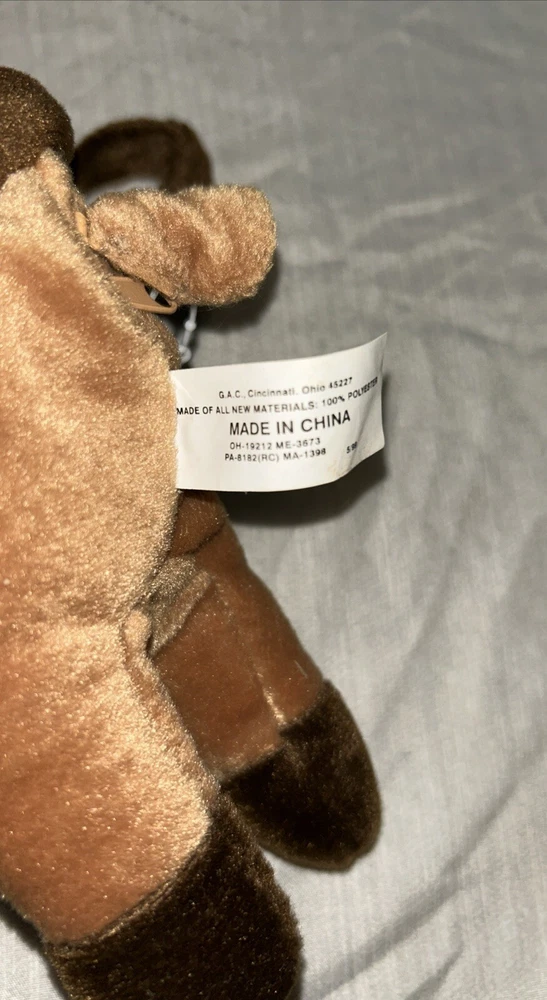 G.A.C., Cincinnati, Ohio 45227
MADE OF ALL NEW MATERIALS: 100% POLYESTER
MADE IN CHINA
OH-19212 ME-3673
PA-8182(RC) MA-1398